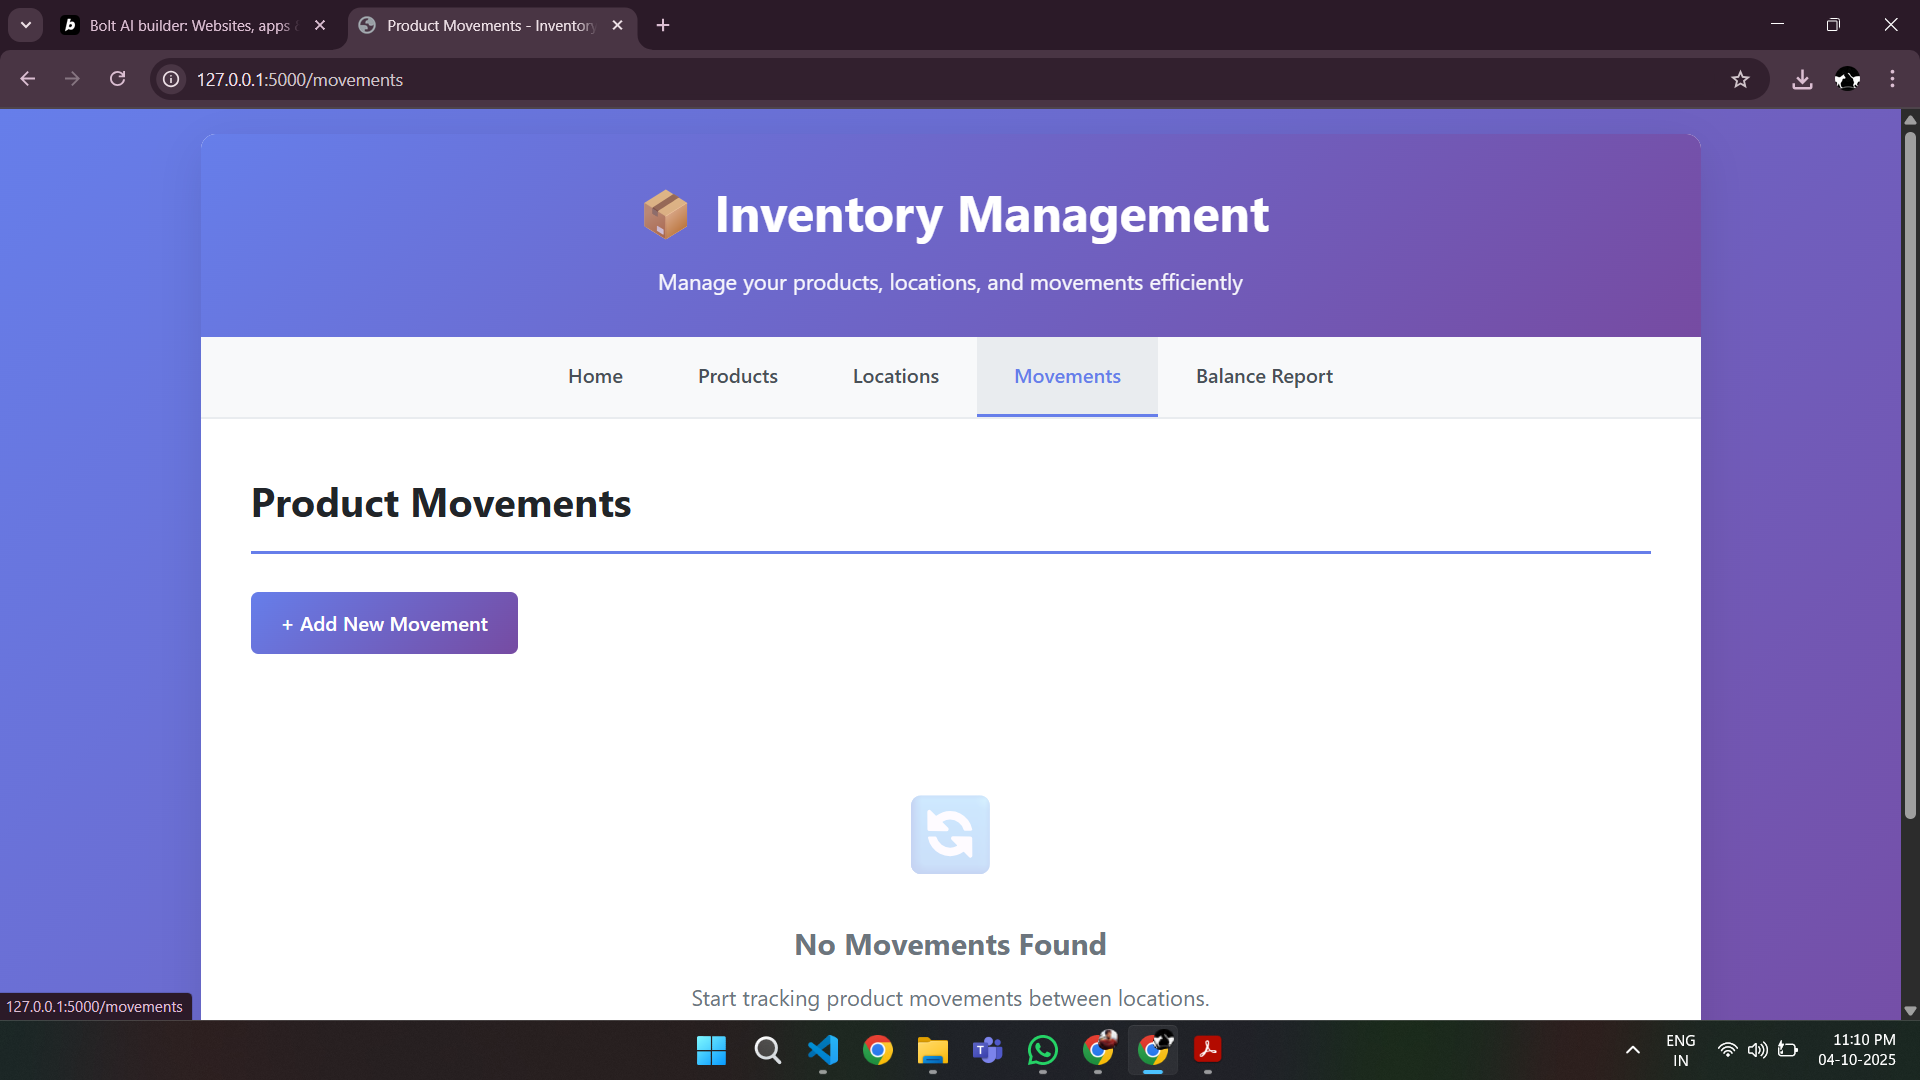 Bolt AI builder: Websites, apps &
Product Movements - Inventory
127.0.0.1:5000/movements
Inventory Management
Manage your products, locations, and movements efficiently
Home
Products
Locations
Movements
Balance Report
Product Movements
+ Add New Movement
No Movements Found
Start tracking product movements between locations.
127.0.0.1:5000/movements
ENG
IN
11:10 PM
04-10-2025